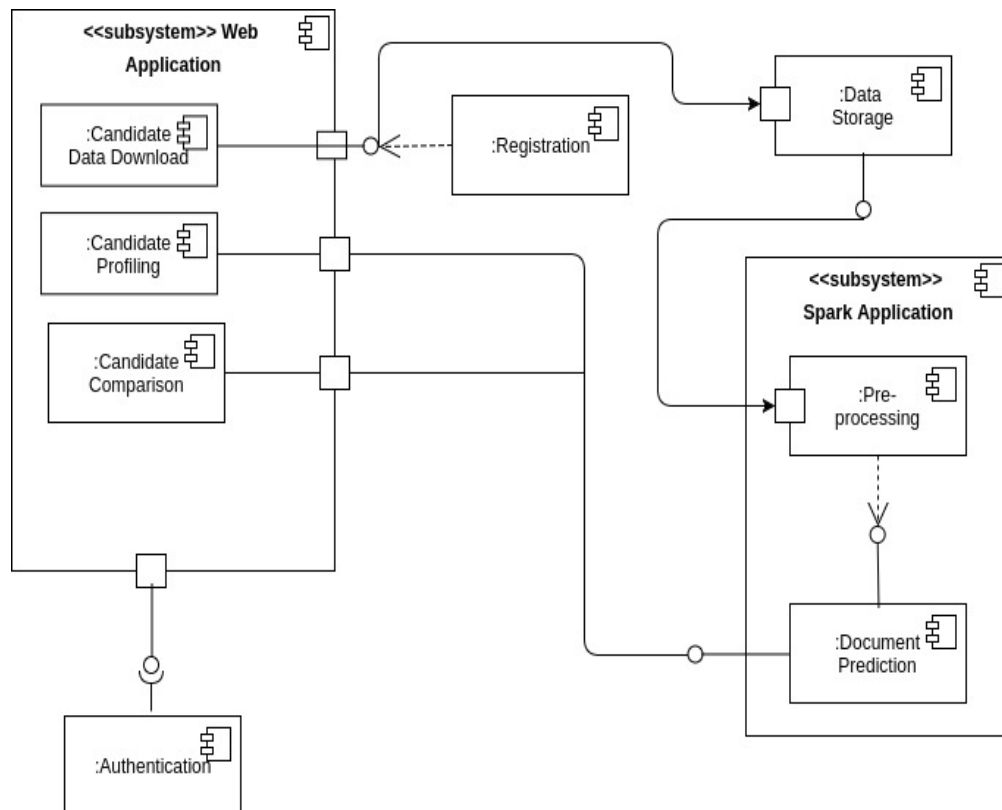 <<subsystem>> Web
Application
:Candidate
Data Download
:Candidate
Profiling
:Candidate
Comparison
:Registration
:Data
Storage
<<subsystem>>
Spark Application
:Pre-
processing
:Document
Prediction
:Authentication